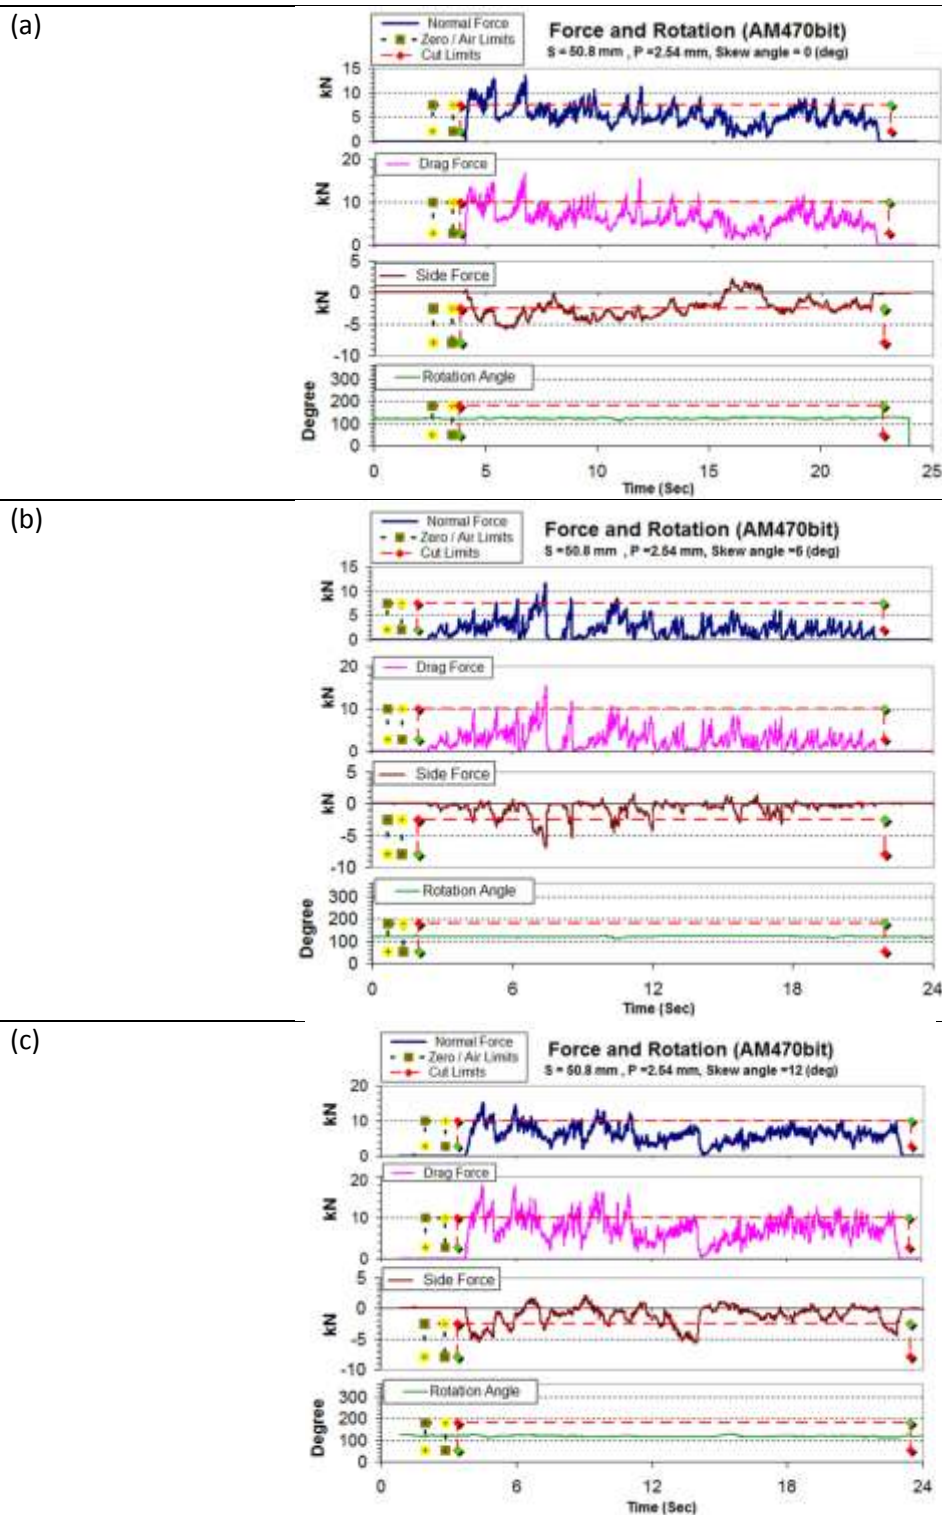 (a)
Normal Force
Zero / Air Limits
Cut Limits
Force and Rotation (AM470bit)
S = 50.8 mm , P =2.54 mm, Skew angle = 0 (deg)
kN
15
10
5
0
Drag Force
kN
20
10
0
Side Force
kN
5
0
-5
-10
Rotation Angle
Degree
300
200
100
0
0 5 10 15 20 25
Time (Sec)
(b)
Normal Force
Zero / Air Limits
Cut Limits
Force and Rotation (AM470bit)
S =50.8 mm , P =2.54 mm, Skew angle =6 (deg)
kN
15
10
5
0
Drag Force
kN
20
10
0
Side Force
kN
5
0
-5
-10
Rotation Angle
Degree
300
200
100
0
0 6 12 18 24
Time (Sec)
(c)
Normal Force
Zero / Air Limits
Cut Limits
Force and Rotation (AM470bit)
S = 50.8 mm , P =2.54 mm, Skew angle =12 (deg)
kN
20
10
0
Drag Force
kN
20
10
0
Side Force
kN
5
0
-5
-10
Rotation Angle
Degree
300
200
100
0
0 6 12 18 24
Time (Sec)